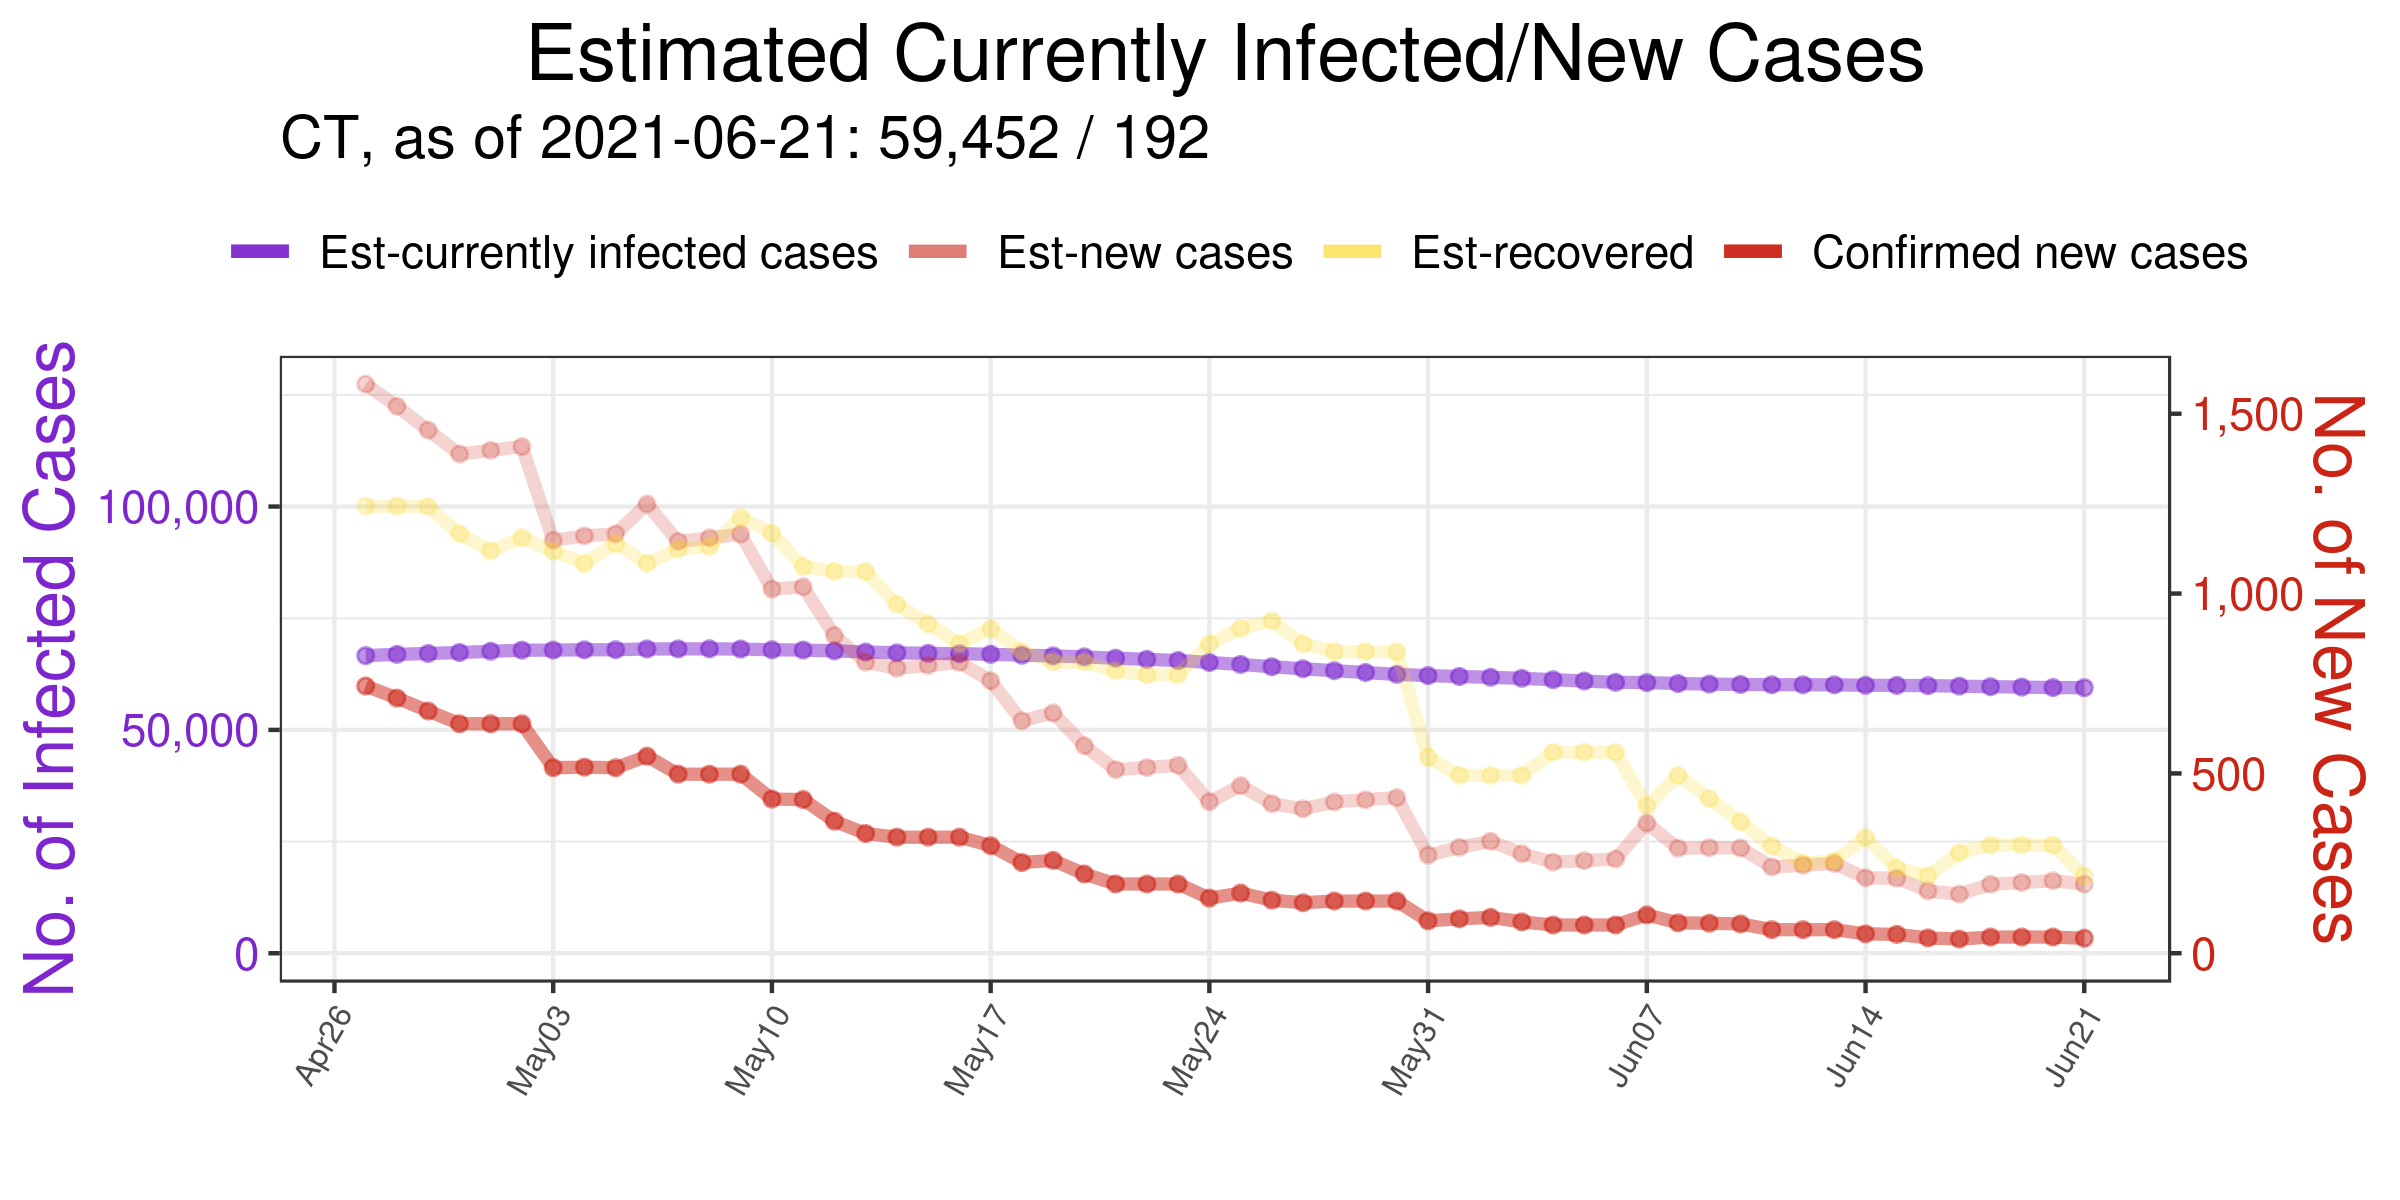 Estimated Currently Infected/New Cases
CT, as of 2021-06-21: 59,452 / 192
Est-currently infected cases Est-new cases Est-recovered Confirmed new cases
No. of Infected Cases
100,000
50,000
0
1,500
1,000
500
0
No. of New Cases
Apr26 May03 May10 May17 May24 May31 Jun07 Jun14 Jun21